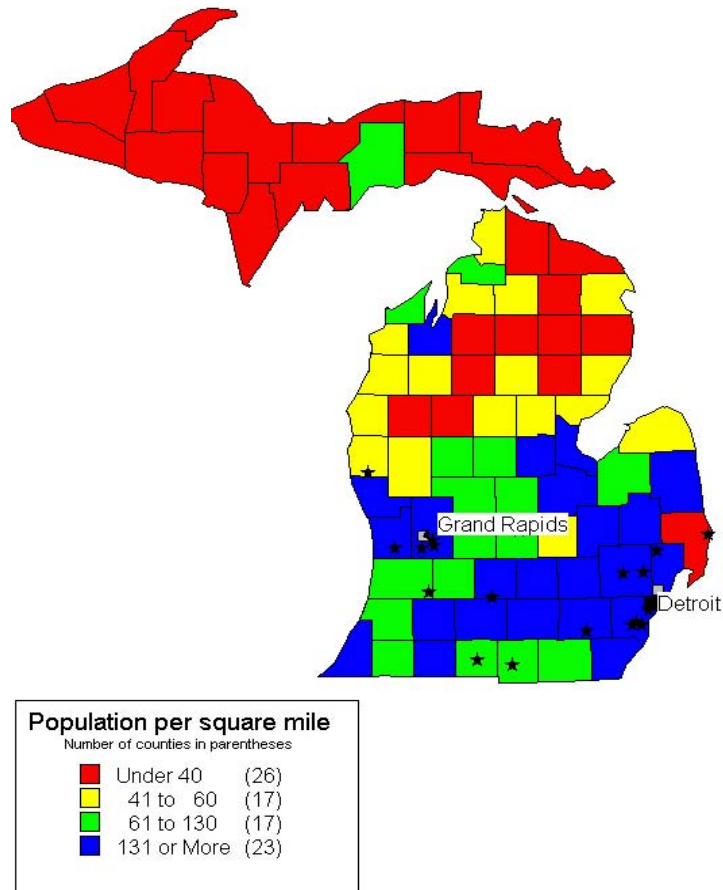 Grand Rapids
Detroit
Population per square mile
Number of counties in parentheses
Under 40 (26)
41 to 60 (17)
61 to 130 (17)
131 or More (23)